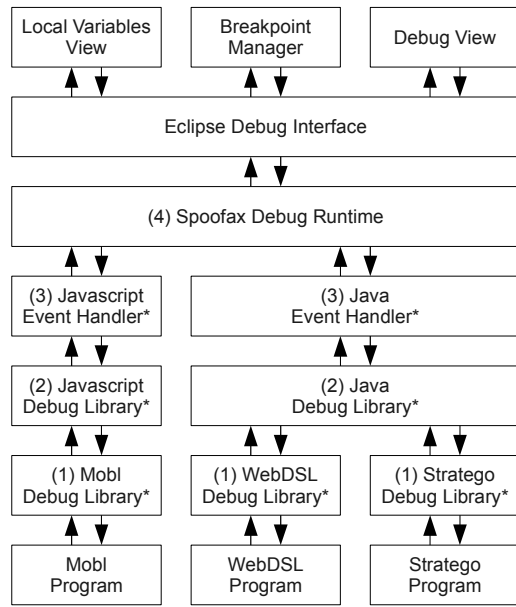 Local Variables
View
Breakpoint
Manager
Debug View
Eclipse Debug Interface
(4) Spoofax Debug Runtime
(3) Javascript
Event Handler*
(3) Java
Event Handler*
(2) Javascript
Debug Library*
(2) Java
Debug Library*
(1) Mobl
Debug Library*
(1) WebDSL
Debug Library*
(1) Stratego
Debug Library*
Mobl
Program
WebDSL
Program
Stratego
Program